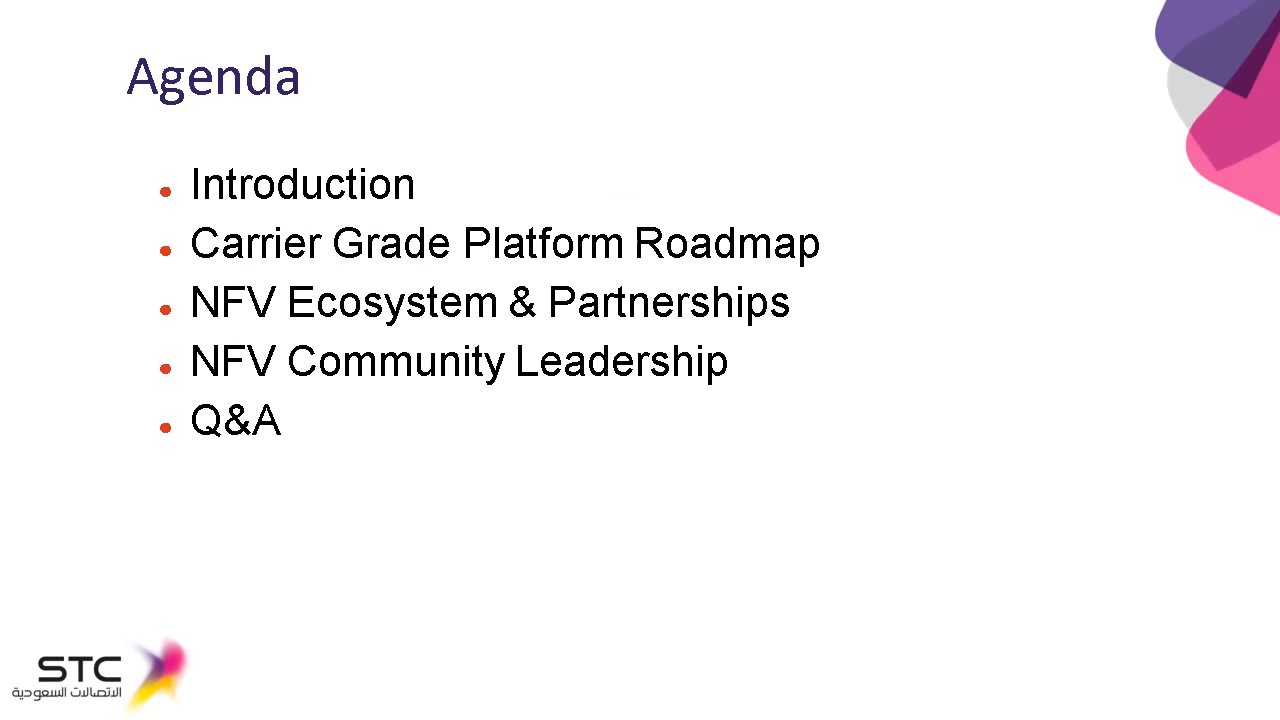 Agenda
Introduction
Carrier Grade Platform Roadmap
NFV Ecosystem & Partnerships
NFV Community Leadership
Q&A
STC
الاتصالات السعودية